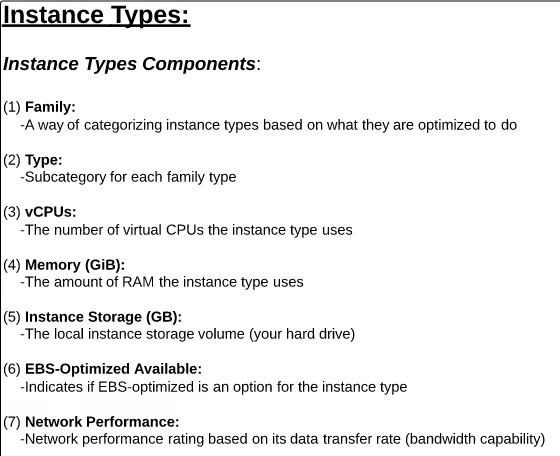 Instance Types:
Instance Types Components:
(1) Family:
-A way of categorizing instance types based on what they are optimized to do
(2) Type:
-Subcategory for each family type
(3) vCPUs:
-The number of virtual CPUs the instance type uses
(4) Memory (GiB):
-The amount of RAM the instance type uses
(5) Instance Storage (GB):
-The local instance storage volume (your hard drive)
(6) EBS-Optimized Available:
-Indicates if EBS-optimized is an option for the instance type
(7) Network Performance:
-Network performance rating based on its data transfer rate (bandwidth capability)